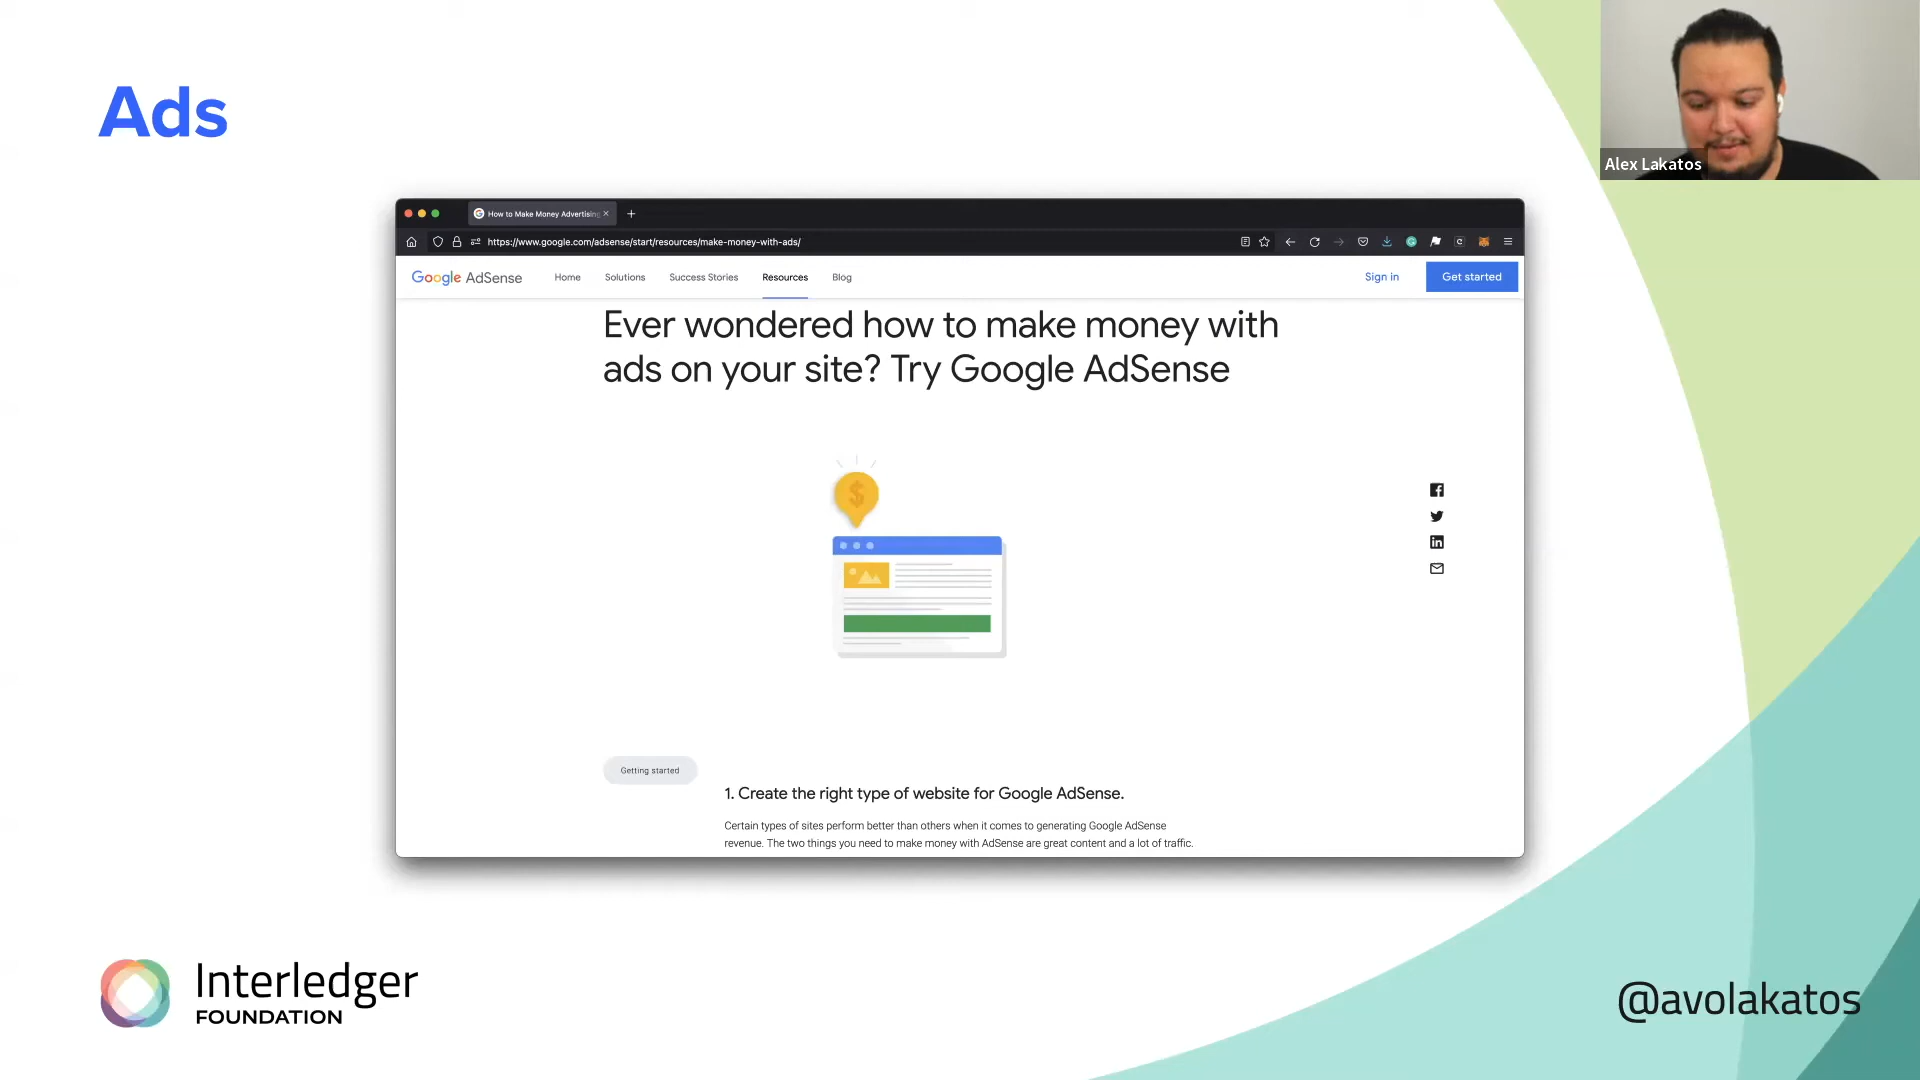 Ads
Alex Lakatos
How to Make Money Advertising
https://www.google.com/adsense/start/resources/make-money-with-ads/
Google AdSense
Home
Solutions
Success Stories
Resources
Blog
Sign in
Get started
Ever wondered how to make money with
ads on your site? Try Google AdSense
Getting started
1. Create the right type of website for Google AdSense.
Certain types of sites perform better than others when it comes to generating Google AdSense
revenue. The two things you need to make money with AdSense are great content and a lot of traffic.
Interledger
FOUNDATION
@avolakatos